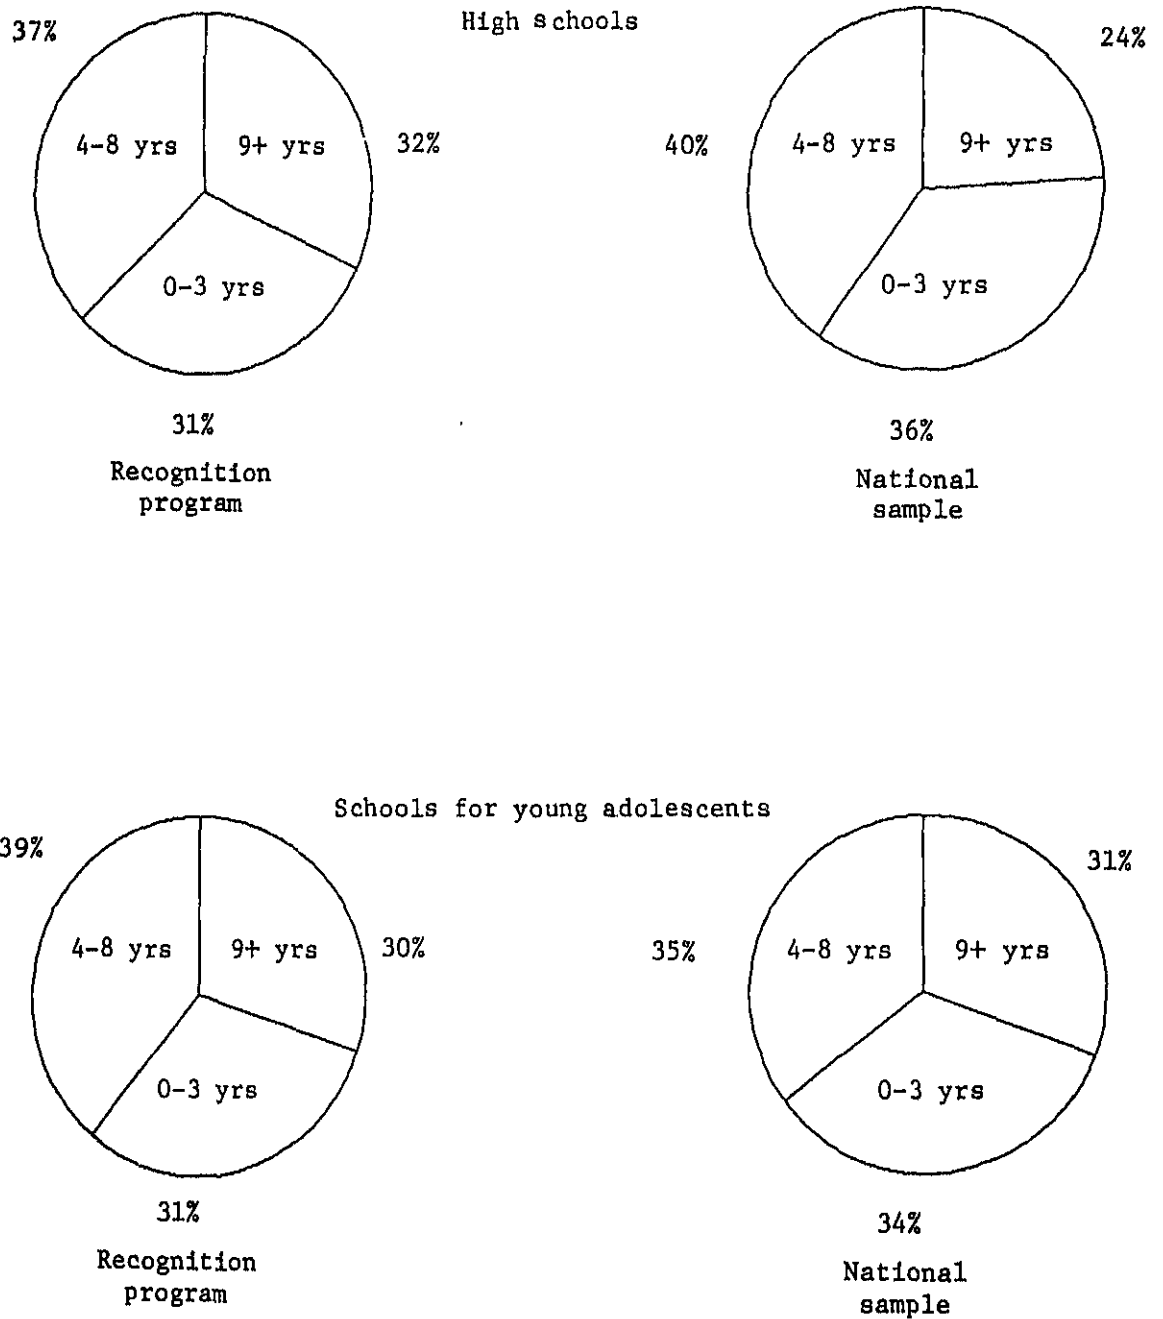 High schools
37%
4-8 yrs
9+ yrs
32%
0-3 yrs
31%
Recognition
program
24%
40%
4-8 yrs
9+ yrs
0-3 yrs
36%
National
sample
Schools for young adolescents
39%
4-8 yrs
9+ yrs
30%
0-3 yrs
31%
Recognition
program
31%
35%
4-8 yrs
9+ yrs
0-3 yrs
34%
National
sample